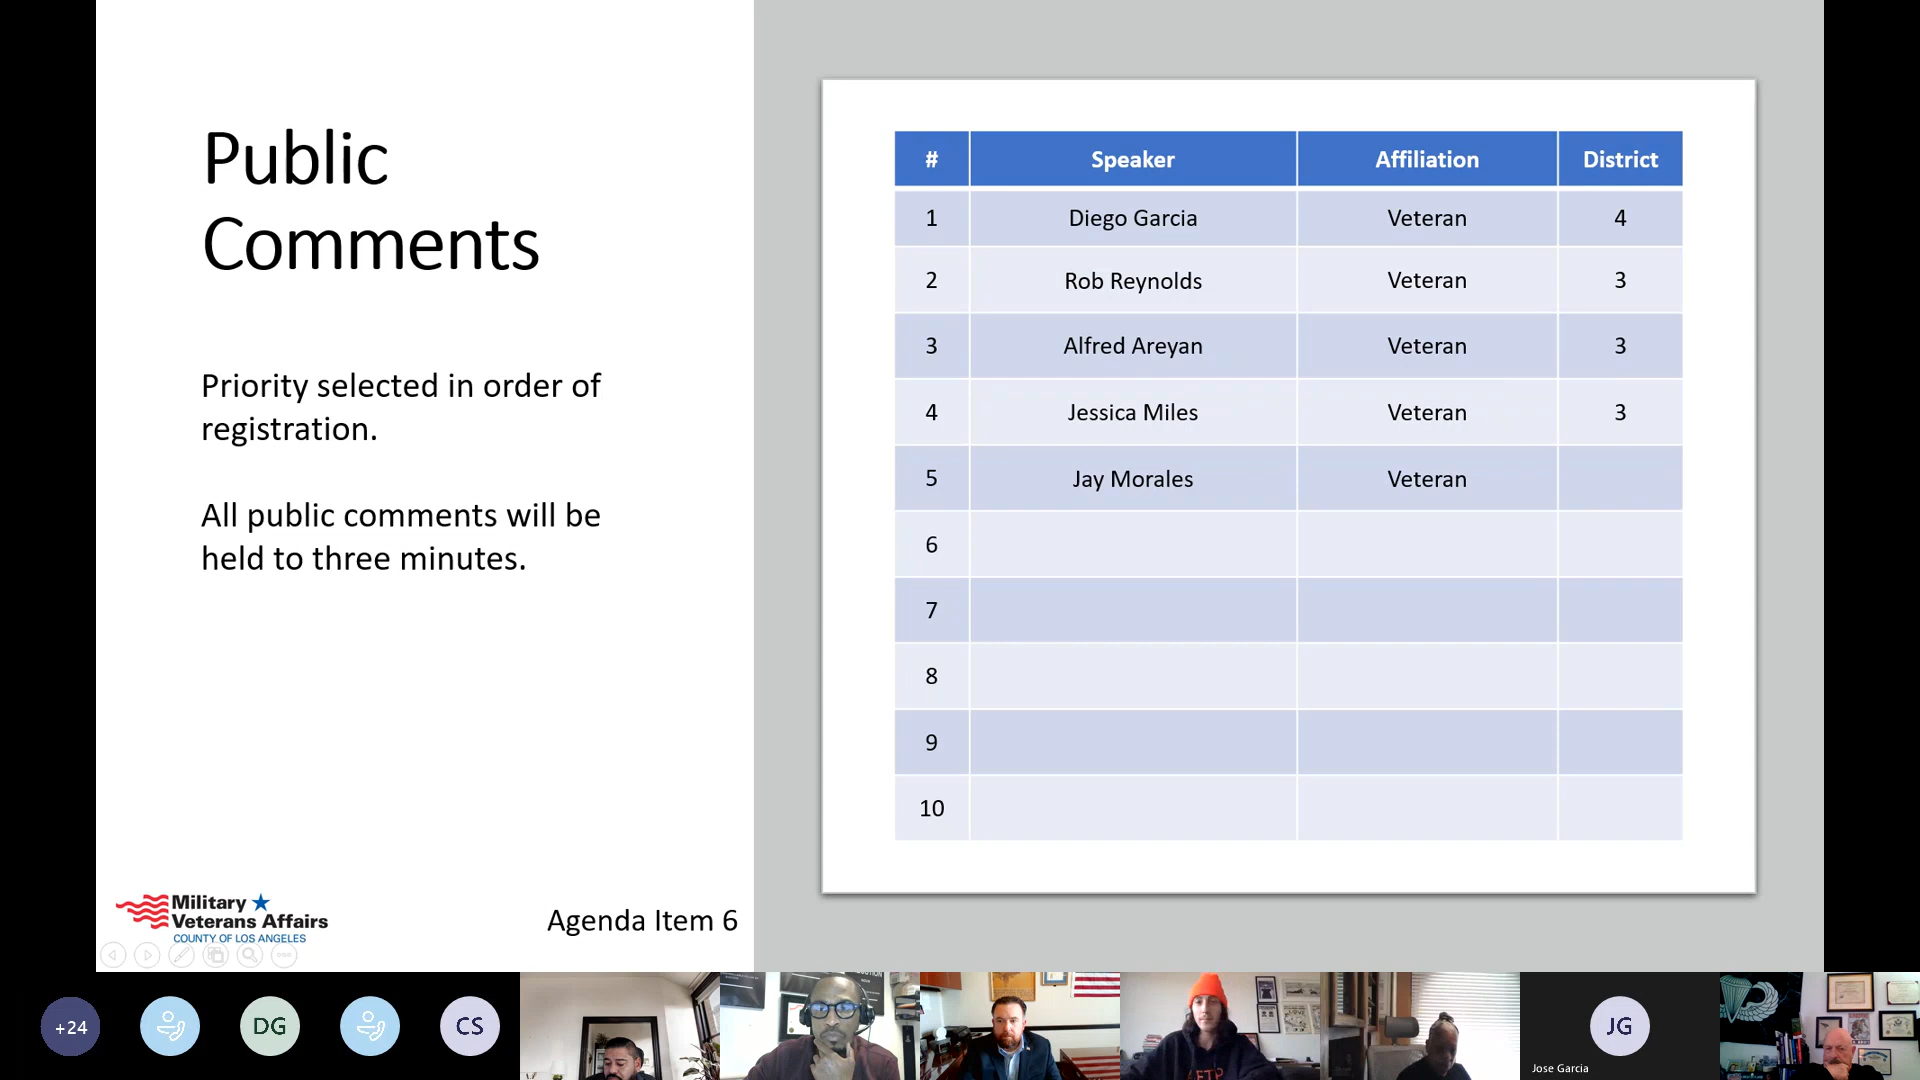 Public
Comments
Priority selected in order of
registration.
All public comments will be
held to three minutes.
Military
Veterans Affairs
COUNTY OF LOS ANGELES
Agenda Item 6
# Speaker Affiliation District
1 Diego Garcia Veteran 4
2 Rob Reynolds Veteran 3
3 Alfred Areyan Veteran 3
4 Jessica Miles Veteran 3
5 Jay Morales Veteran
6
7
8
9
10
+24
DG
CS
JG
Jose Garcia